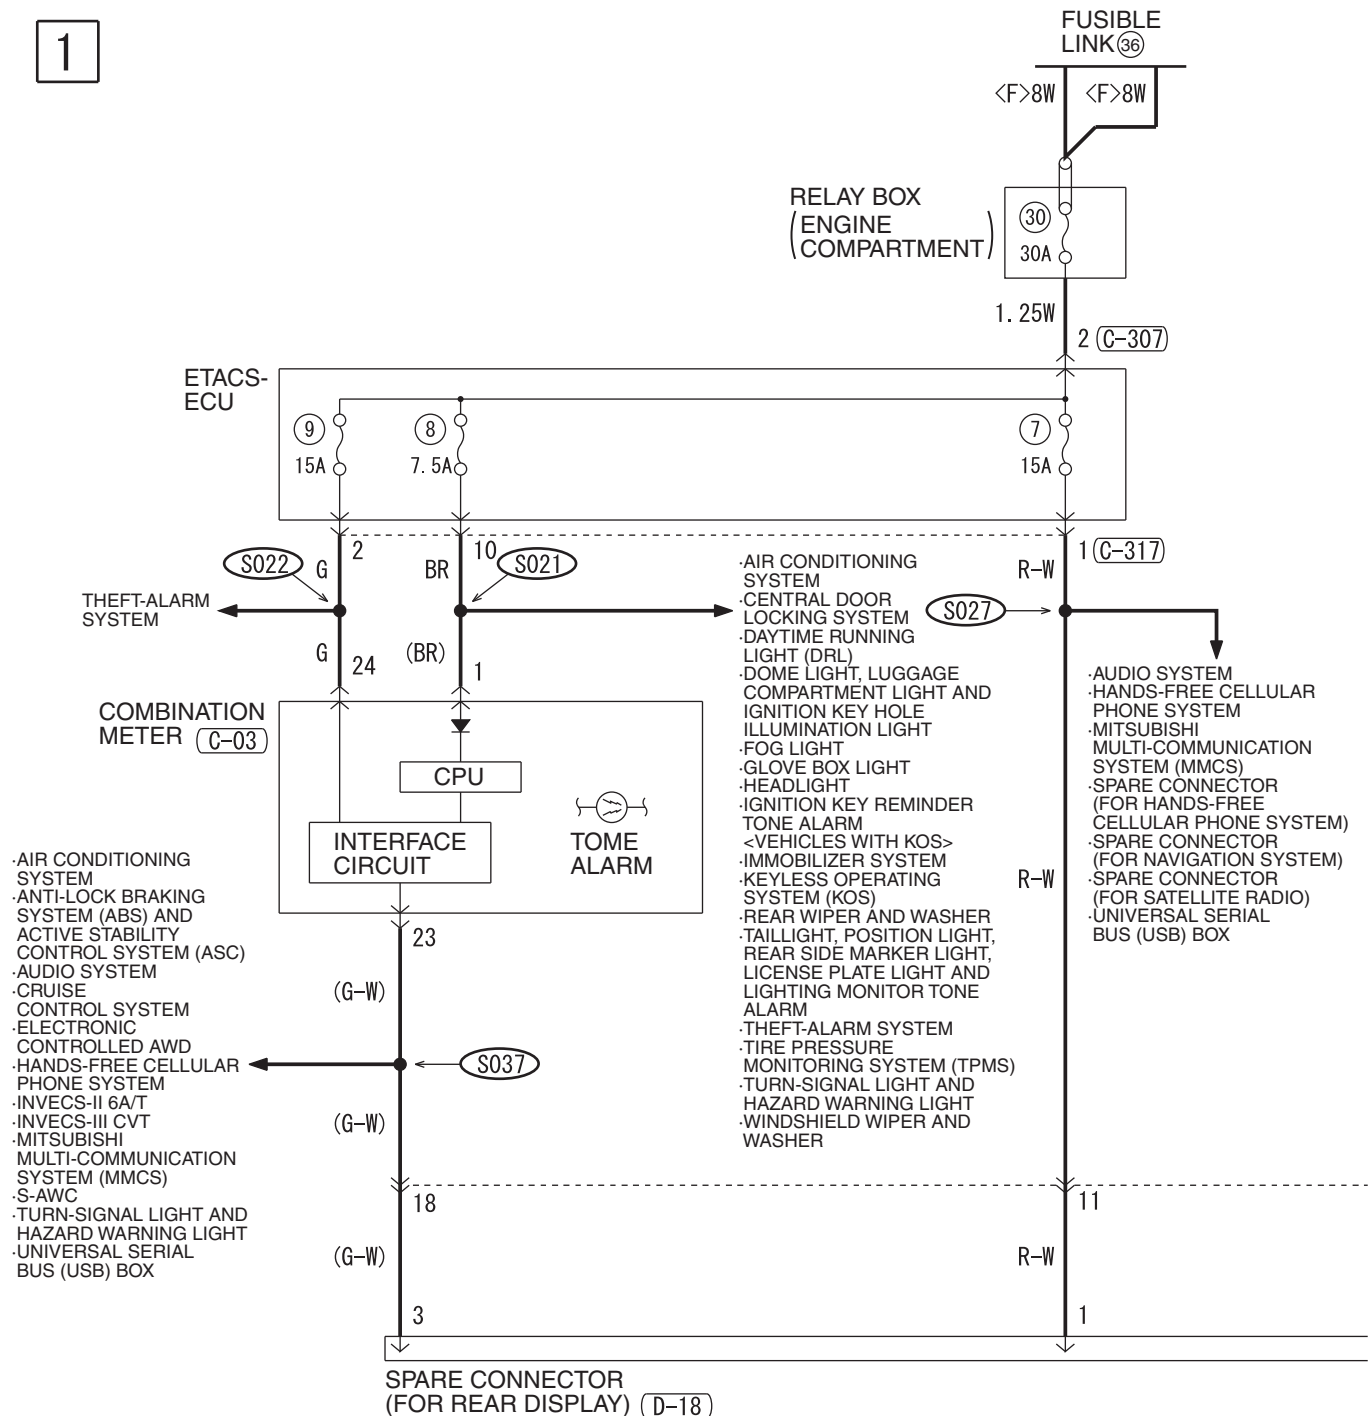 1
FUSIBLE
LINK 36
<F>8W
<F>8W
RELAY BOX
(ENGINE
COMPARTMENT)
30
30A
1. 25W
2 C-307
ETACS-
ECU
9
15A
8
7. 5A
7
15A
2
10
1 C-317
S022
G
BR
S021
R-W
THEFT-ALARM
SYSTEM
S027
G
24
(BR)
1
·AIR CONDITIONING
SYSTEM
·CENTRAL DOOR
LOCKING SYSTEM
·DAYTIME RUNNING
LIGHT (DRL)
·DOME LIGHT, LUGGAGE
COMPARTMENT LIGHT AND
IGNITION KEY HOLE
ILLUMINATION LIGHT
·FOG LIGHT
·GLOVE BOX LIGHT
·HEADLIGHT
·IGNITION KEY REMINDER
TONE ALARM
<VEHICLES WITH KOS>
·IMMOBILIZER SYSTEM
·KEYLESS OPERATING
SYSTEM (KOS)
·REAR WIPER AND WASHER
·TAILLIGHT, POSITION LIGHT,
REAR SIDE MARKER LIGHT,
LICENSE PLATE LIGHT AND
LIGHTING MONITOR TONE
ALARM
·THEFT-ALARM SYSTEM
·TIRE PRESSURE
MONITORING SYSTEM (TPMS)
·TURN-SIGNAL LIGHT AND
HAZARD WARNING LIGHT
·WINDSHIELD WIPER AND
WASHER
·AUDIO SYSTEM
·HANDS-FREE CELLULAR
PHONE SYSTEM
·MITSUBISHI
MULTI-COMMUNICATION
SYSTEM (MMCS)
·SPARE CONNECTOR
(FOR HANDS-FREE
CELLULAR PHONE SYSTEM)
·SPARE CONNECTOR
(FOR NAVIGATION SYSTEM)
·SPARE CONNECTOR
(FOR SATELLITE RADIO)
·UNIVERSAL SERIAL
BUS (USB) BOX
COMBINATION
METER C-03
CPU
INTERFACE
CIRCUIT
TOME
ALARM
R-W
23
(G-W)
·AIR CONDITIONING
SYSTEM
·ANTI-LOCK BRAKING
SYSTEM (ABS) AND
ACTIVE STABILITY
CONTROL SYSTEM (ASC)
·AUDIO SYSTEM
·CRUISE
CONTROL SYSTEM
·ELECTRONIC
CONTROLLED AWD
·HANDS-FREE CELLULAR
PHONE SYSTEM
·INVECS-II 6A/T
·INVECS-III CVT
·MITSUBISHI
MULTI-COMMUNICATION
SYSTEM (MMCS)
·S-AWC
·TURN-SIGNAL LIGHT AND
HAZARD WARNING LIGHT
·UNIVERSAL SERIAL
BUS (USB) BOX
S037
(G-W)
18
11
(G-W)
R-W
3
1
SPARE CONNECTOR
(FOR REAR DISPLAY) D-18